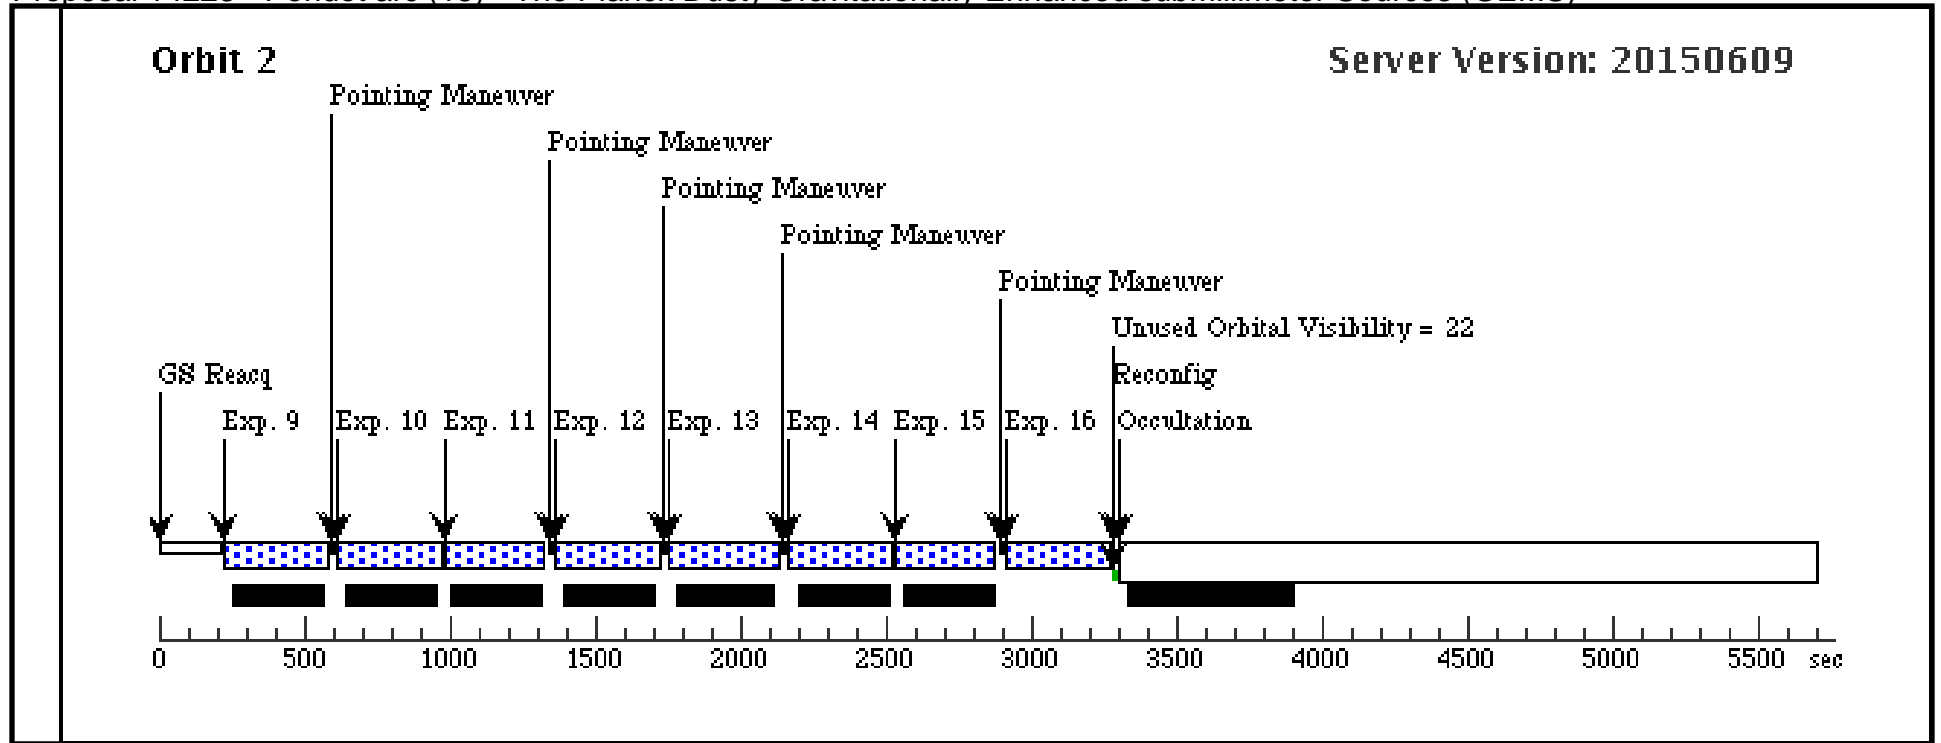 Orbit 2
Server Version: 20150609
Pointing Maneuver
Pointing Maneuver
Pointing Maneuver
Pointing Maneuver
Pointing Maneuver
Unused Orbital Visibility = 22
GS Reacq
Reconfig
Exp. 9 Exp. 10 Exp. 11 Exp. 12 Exp. 13 Exp. 14 Exp. 15 Exp. 16 Occultation
0 500 1000 1500 2000 2500 3000 3500 4000 4500 5000 5500 sec